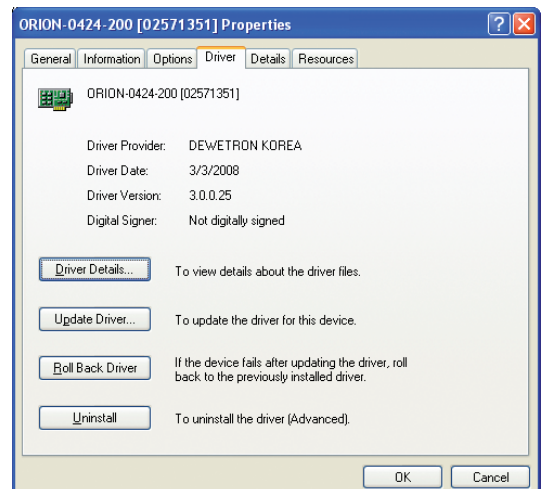 ORION-0424-200 [02571351] Properties
General Information Options Driver Details Resources
ORION-0424-200 [02571351]
Driver Provider: DEWETRON KOREA
Driver Date: 3/3/2008
Driver Version: 3.0.0.25
Digital Signer: Not digitally signed
Driver Details... To view details about the driver files.
Update Driver... To update the driver for this device.
Roll Back Driver If the device fails after updating the driver, roll
back to the previously installed driver.
Uninstall To uninstall the driver (Advanced).
OK Cancel